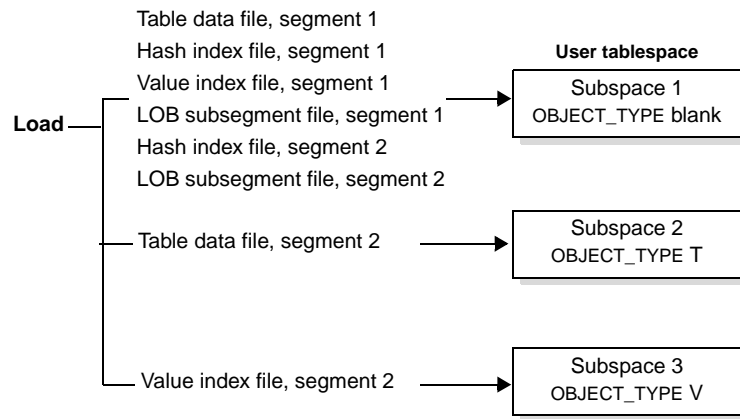 Table data file, segment 1
Hash index file, segment 1
Value index file, segment 1
LOB subsegment file, segment 1
Hash index file, segment 2
LOB subsegment file, segment 2
Load
User tablespace
Subspace 1
OBJECT_TYPE blank
Table data file, segment 2
Subspace 2
OBJECT_TYPE T
Value index file, segment 2
Subspace 3
OBJECT_TYPE V